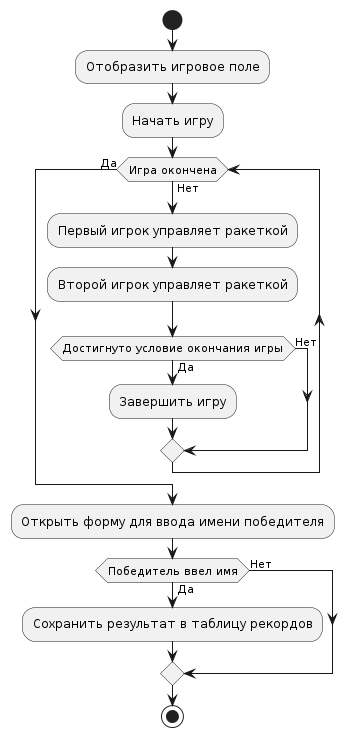 Отобразить игровое поле
Начать игру
Да
Игра окончена
Нет
Первый игрок управляет ракеткой
Второй игрок управляет ракеткой
Достигнуто условие окончания игры
Нет
Да
Завершить игру
Открыть форму для ввода имени победителя
Победитель ввел имя
Нет
Да
Сохранить результат в таблицу рекордов